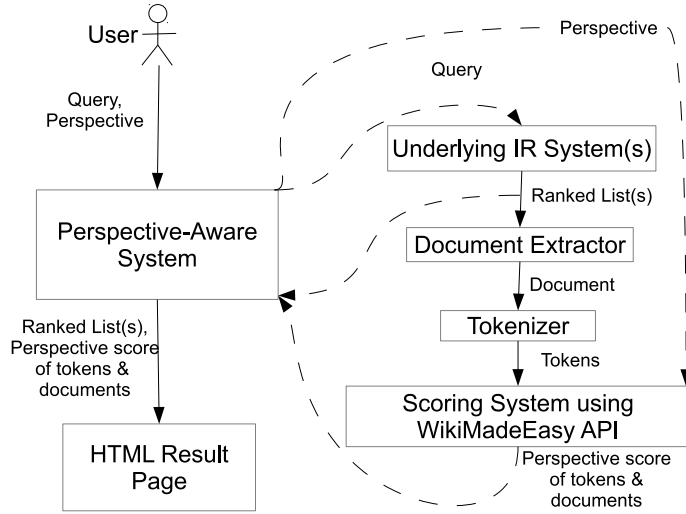 User
Query,
Perspective
Perspective-Aware
System
Ranked List(s),
Perspective score
of tokens &
documents
HTML Result
Page
Perspective
Query
Underlying IR System(s)
Ranked List(s)
Document Extractor
Document
Tokenizer
Tokens
Scoring System using
WikiMadeEasy API
Perspective score
of tokens &
documents